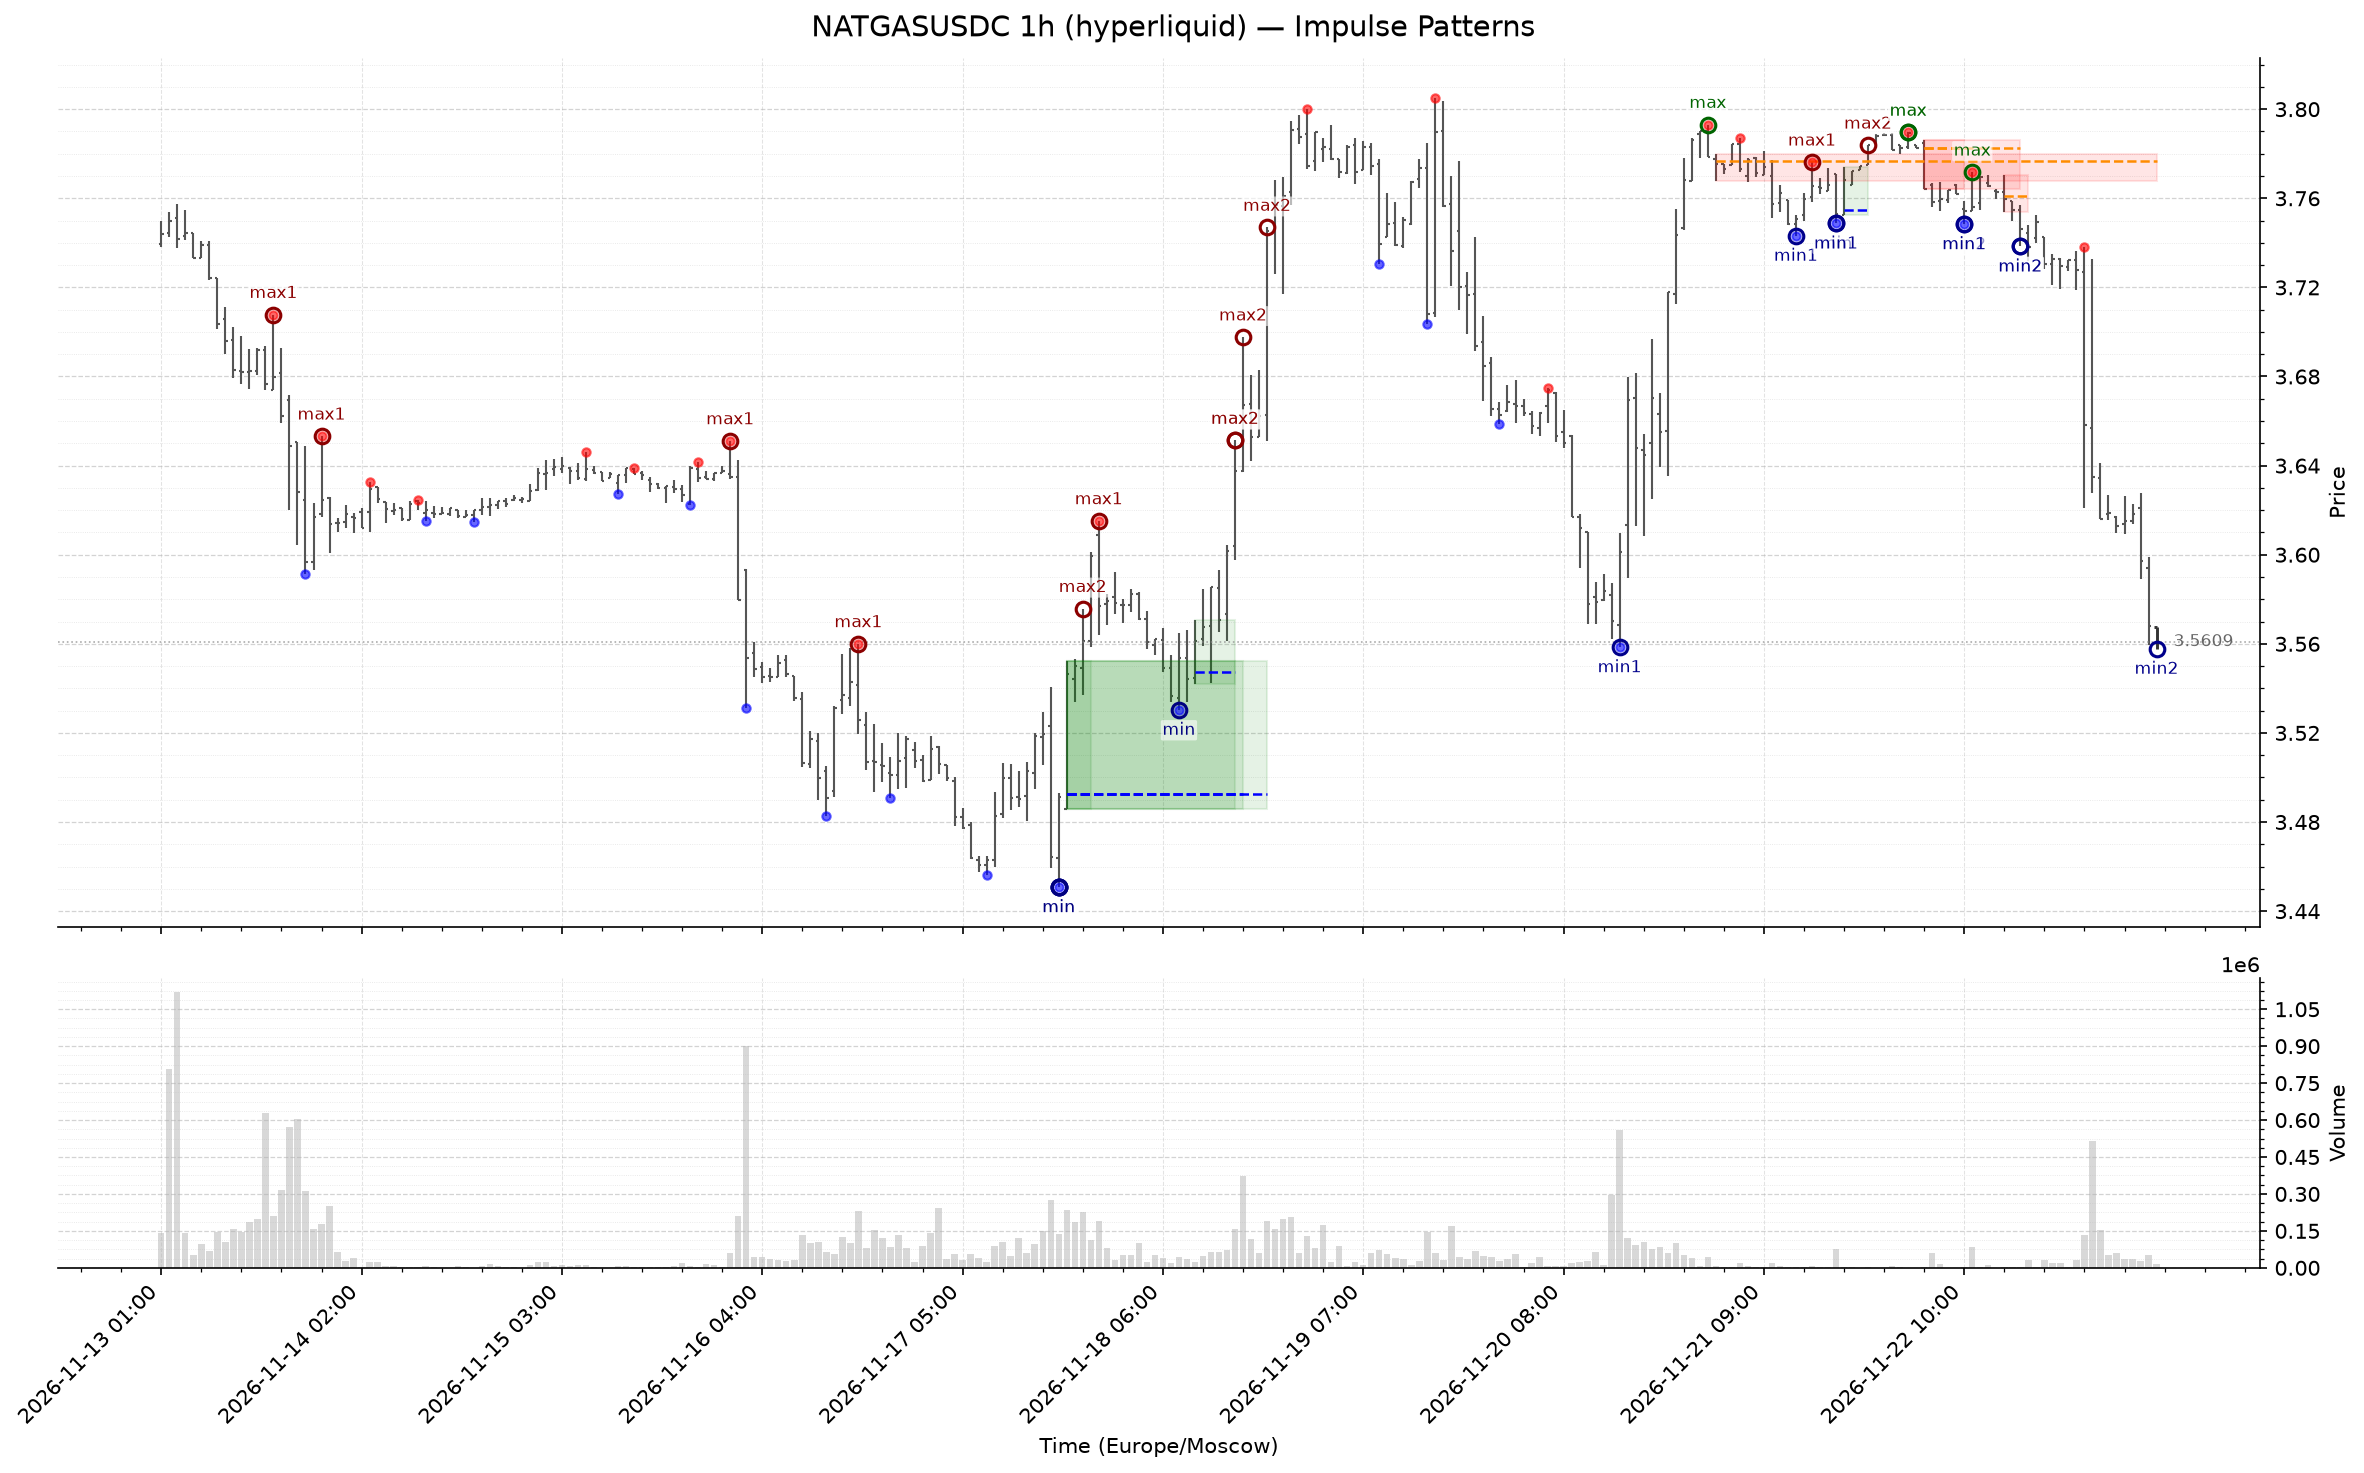 NATGASUSDC 1h (hyperliquid) — Impulse Patterns
max
max
max2
max1
max
max1
max1
max2
min1
min1
min1
min2
max2
max2
max1
max1
max2
max1
max2
max1
min
min
min1
min2
3.5609
3.80
3.76
3.72
3.68
3.64
3.60
3.56
3.52
3.48
3.44
Price
1e6
1.05
0.90
0.75
0.60
0.45
0.30
0.15
0.00
Volume
2026-11-13 01:00
2026-11-14 02:00
2026-11-15 03:00
2026-11-16 04:00
2026-11-17 05:00
2026-11-18 06:00
2026-11-19 07:00
2026-11-20 08:00
2026-11-21 09:00
2026-11-22 10:00
Time (Europe/Moscow)